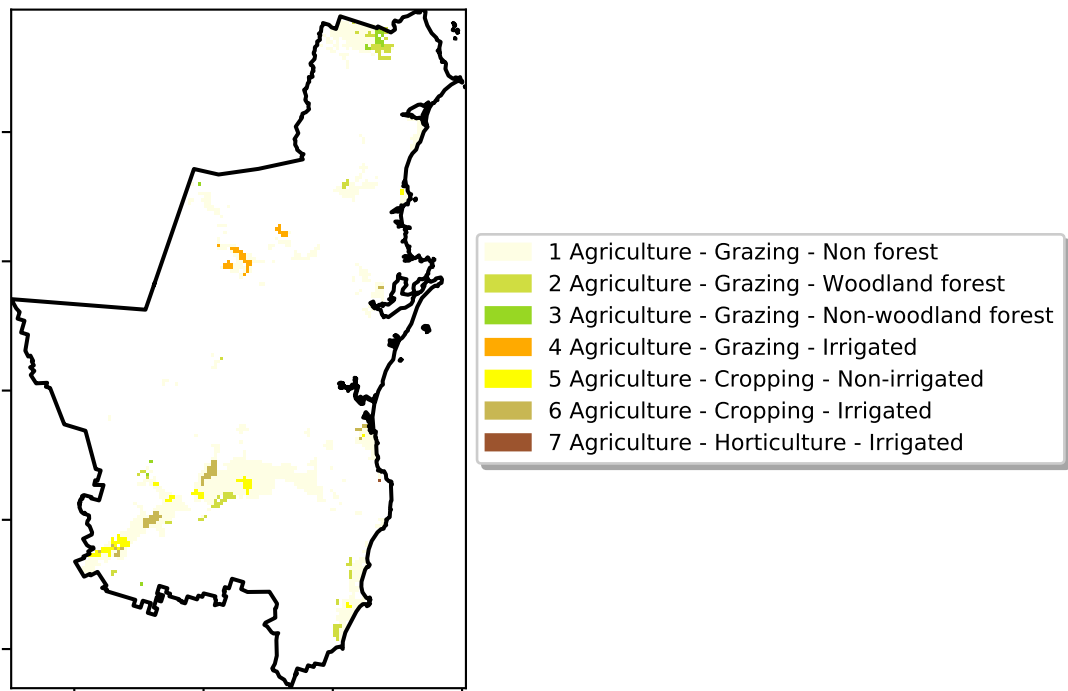 1 Agriculture - Grazing - Non forest
2 Agriculture - Grazing - Woodland forest
3 Agriculture - Grazing - Non-woodland forest
4 Agriculture - Grazing - Irrigated
5 Agriculture - Cropping - Non-irrigated
6 Agriculture - Cropping - Irrigated
7 Agriculture - Horticulture - Irrigated